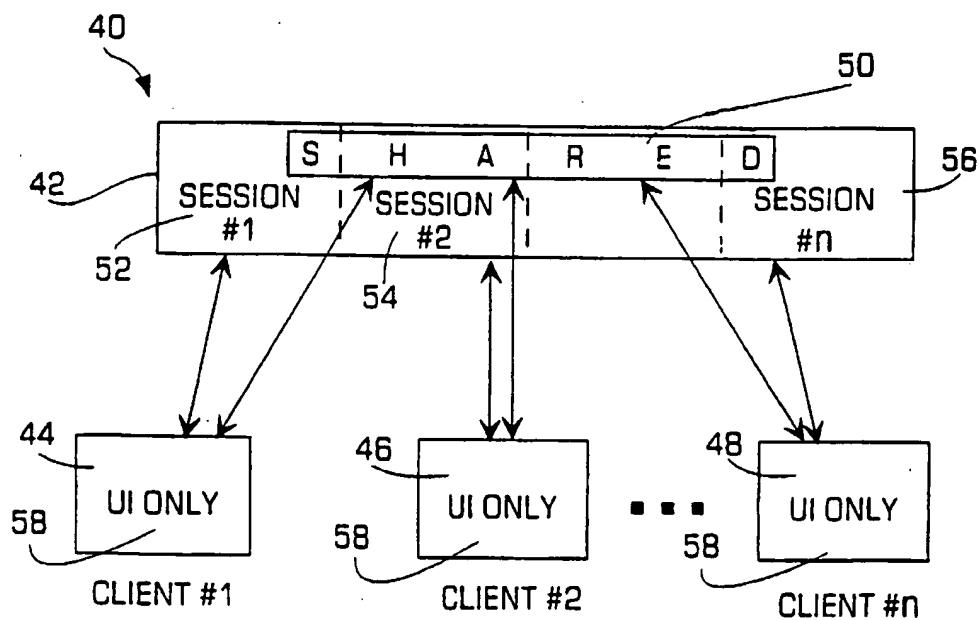 40
50
S H A R E D
42
56
SESSION
#1
SESSION
#2
SESSION
#n
52
54
44
UI ONLY
58
CLIENT #1
46
UI ONLY
58
CLIENT #2
48
UI ONLY
58
CLIENT #n